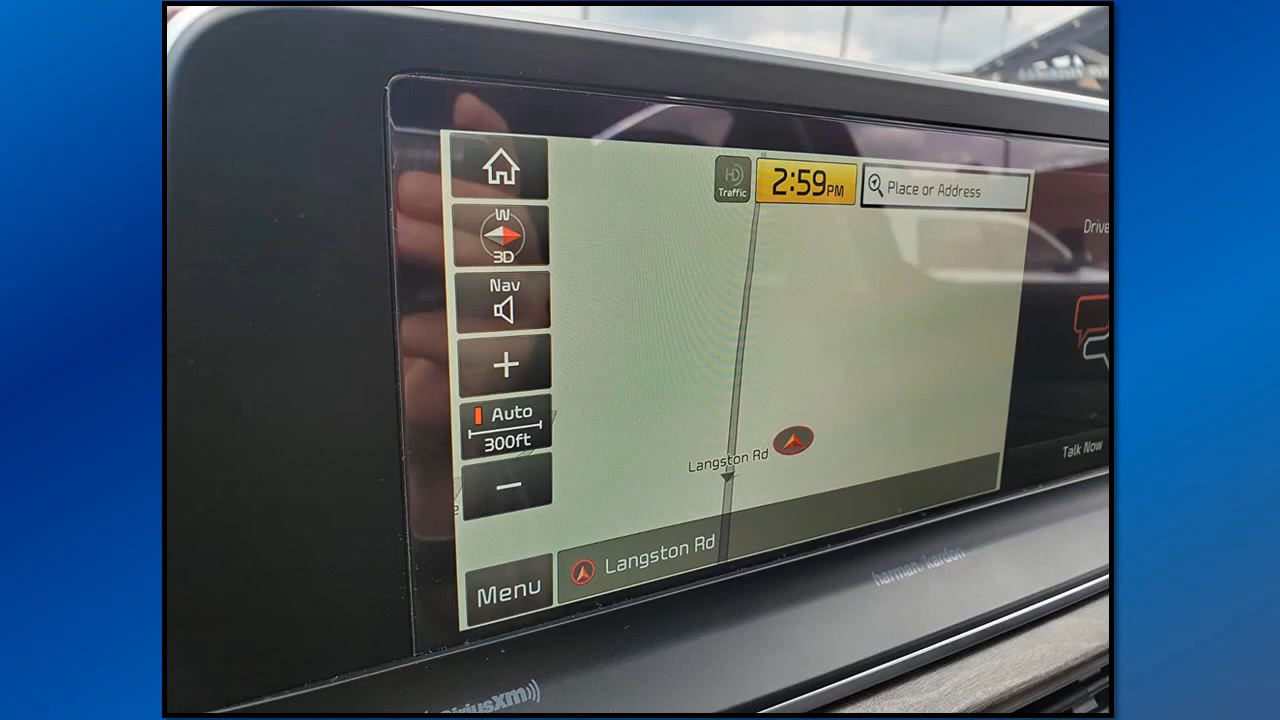 HD
Traffic
2:59PM
Place or Address
W
3D
Nav
Drive
Auto
300ft
Langston Rd
Talk Now
Langston Rd
Menu
harman/kardon
SiriusXM